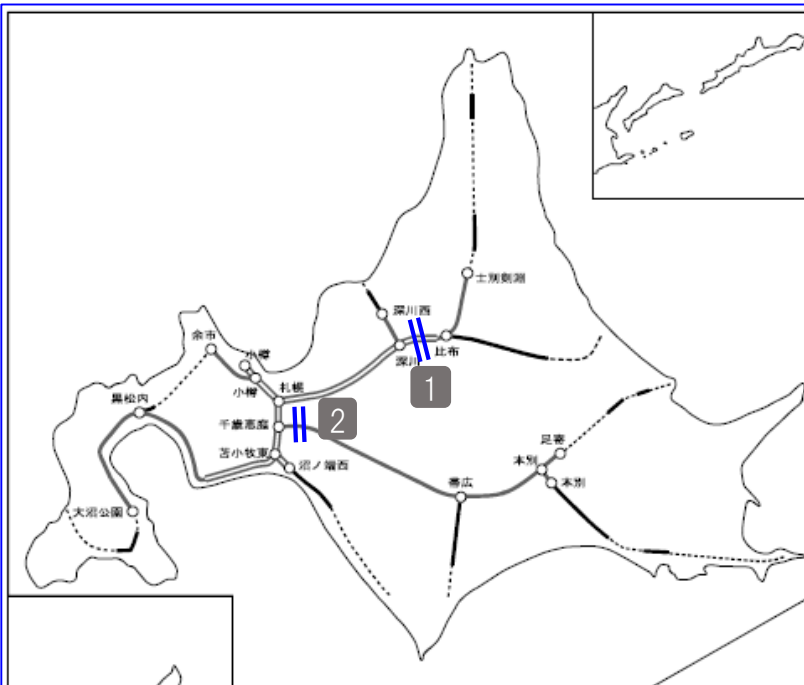 士別剣淵
深川西
余市
小樽
比布
深川
小樽
札幌
1
黒松内
2
千歳恵庭
足寄
苫小牧東
沼ノ端西
本別
帯広
本別
大沼公園